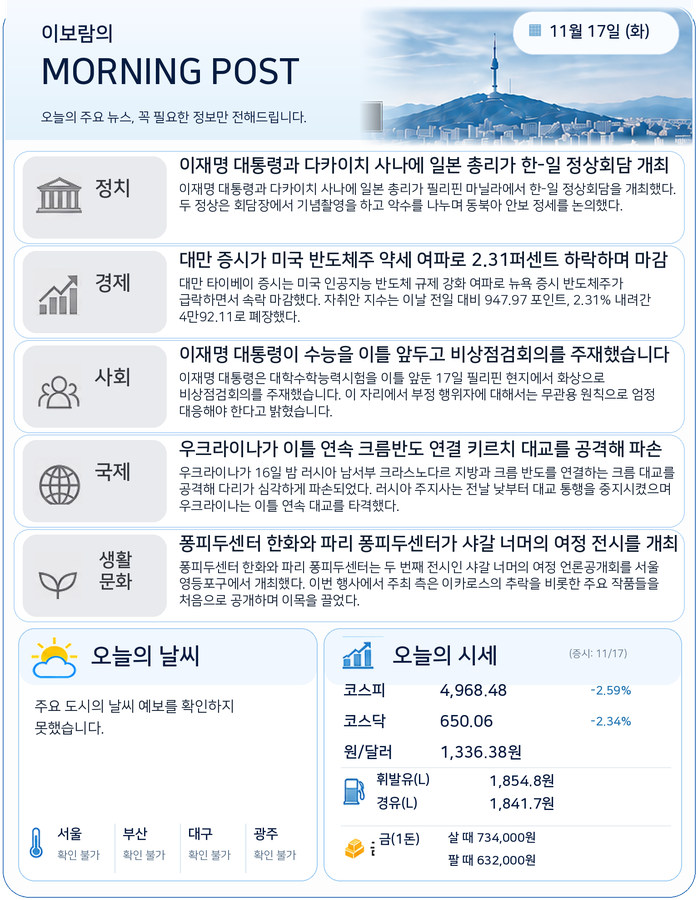 이보람의
MORNING POST
오늘의 주요 뉴스, 꼭 필요한 정보만 전해드립니다.
11월 17일 (화)
정치
이재명 대통령과 다카이치 사나에 일본 총리가 한-일 정상회담 개최
이재명 대통령과 다카이치 사나에 일본 총리가 필리핀 마닐라에서 한-일 정상회담을 개최했다.
두 정상은 회담장에서 기념촬영을 하고 악수를 나누며 동북아 안보 정세를 논의했다.
경제
대만 증시가 미국 반도체주 약세 여파로 2.31퍼센트 하락하며 마감
대만 타이베이 증시는 미국 인공지능 반도체 규제 강화 여파로 뉴욕 증시 반도체주가
급락하면서 속락 마감했다. 자취안 지수는 이날 전일 대비 947.97 포인트, 2.31% 내려간
4만92.11로 폐장했다.
사회
이재명 대통령이 수능을 이틀 앞두고 비상점검회의를 주재했습니다
이재명 대통령은 대학수학능력시험을 이틀 앞둔 17일 필리핀 현지에서 화상으로
비상점검회의를 주재했습니다. 이 자리에서 부정 행위자에 대해서는 무관용 원칙으로 엄정
대응해야 한다고 밝혔습니다.
국제
우크라이나가 이틀 연속 크름반도 연결 키르치 대교를 공격해 파손
우크라이나가 16일 밤 러시아 남서부 크라스노다르 지방과 크름 반도를 연결하는 크름 대교를
공격해 다리가 심각하게 파손되었다. 러시아 주지사는 전날 낮부터 대교 통행을 중지시켰으며
우크라이나는 이틀 연속 대교를 타격했다.
생활
문화
퐁피두센터 한화와 파리 퐁피두센터가 샤갈 너머의 여정 전시를 개최
퐁피두센터 한화와 파리 퐁피두센터는 두 번째 전시인 샤갈 너머의 여정 언론공개회를 서울
영등포구에서 개최했다. 이번 행사에서 주최 측은 이카로스의 추락을 비롯한 주요 작품들을
처음으로 공개하며 이목을 끌었다.
오늘의 날씨
주요 도시의 날씨 예보를 확인하지
못했습니다.
서울 부산 대구 광주
확인 불가 확인 불가 확인 불가 확인 불가
오늘의 시세 (증시: 11/17)
코스피 4,968.48 -2.59%
코스닥 650.06 -2.34%
원/달러 1,336.38원
휘발유(L) 1,854.8원
경유(L) 1,841.7원
금(1돈) 살 때 734,000원
팔 때 632,000원